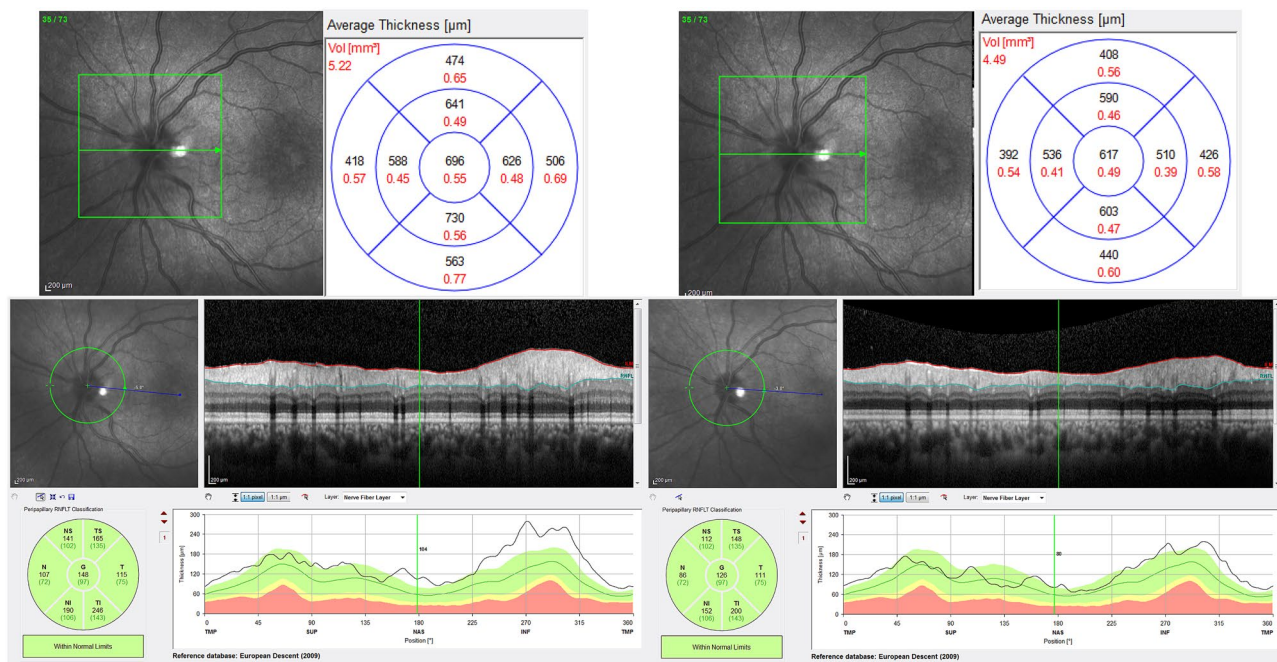 35 / 73
Average Thickness [µm]
Vol [mm³]
5.22
474
0.65
641
0.49
418 588 696 626 506
0.57 0.45 0.55 0.48 0.69
730
0.56
563
0.77
200 µm
35 / 73
Average Thickness [µm]
Vol [mm³]
4.49
408
0.56
590
0.46
392 536 617 510 426
0.54 0.41 0.49 0.39 0.58
603
0.47
440
0.60
200 µm
200 µm
200 µm
RNFL
1:1 pixel 1:1 µm Layer: Nerve Fiber Layer
Peripapillary RNFLT Classification
NS TS
141 165
(102) (135)
N G T
107 148 115
(72) (97) (75)
NI TI
190 246
(106) (143)
Within Normal Limits
1
Thickness [µm]
300
240
180
120
60
0
104
0 45 90 135 180 225 270 315 360
TMP SUP NAS INF TMP
Position [°]
Reference database: European Descent (2009)
200 µm
200 µm
RNFL
1:1 pixel 1:1 µm Layer: Nerve Fiber Layer
Peripapillary RNFLT Classification
NS TS
112 148
(102) (135)
N G T
86 126 111
(72) (97) (75)
NI TI
152 200
(106) (143)
Within Normal Limits
1
Thickness [µm]
300
240
180
120
60
0
0 45 90 135 180 225 270 315 360
TMP SUP NAS INF TMP
Position [°]
Reference database: European Descent (2009)